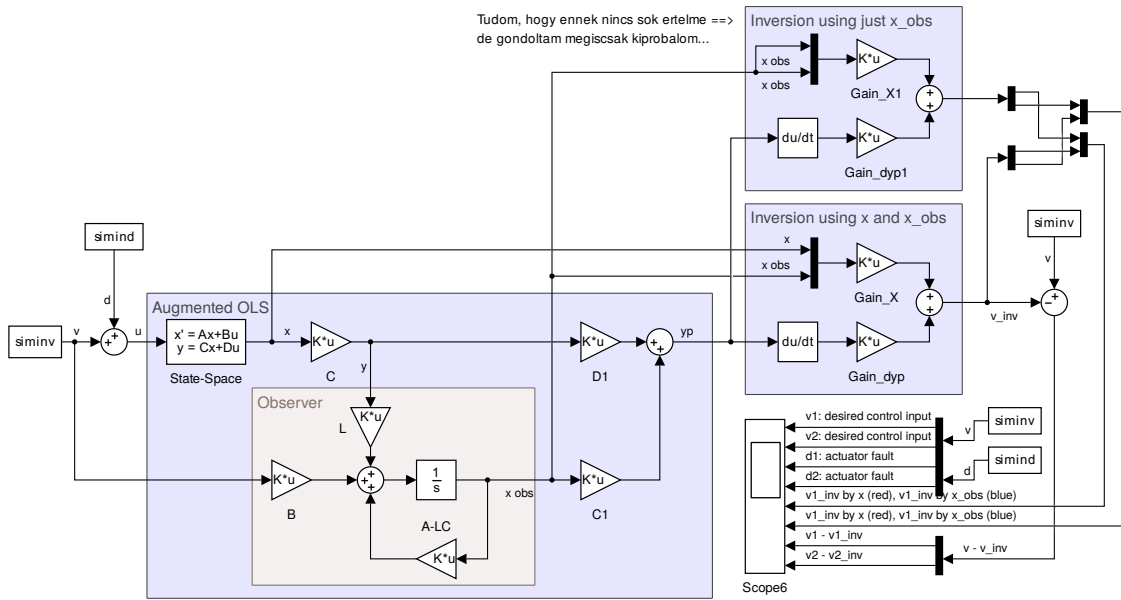 Tudom, hogy ennek nincs sok ertelme ==>
de gondoltam megiscsak kiprobalom...
Inversion using just x_obs
x obs
x obs
K*u
Gain_X1
+
+
du/dt
K*u
Gain_dyp1
Inversion using x and x_obs
x
x obs
K*u
Gain_X
+
+
du/dt
K*u
Gain_dyp
v_inv
siminv
v
+
−
simind
d
siminv
v
+
+
u
Augmented OLS
x' = Ax+Bu
y = Cx+Du
State-Space
x
K*u
C
y
K*u
D1
+
+
yp
Observer
K*u
L
K*u
B
+
+
+
1
s
x obs
K*u
C1
A-LC
K*u
v1: desired control input
v2: desired control input
d1: actuator fault
d2: actuator fault
v1_inv by x (red), v1_inv by x_obs (blue)
v1_inv by x (red), v1_inv by x_obs (blue)
v1 - v1_inv
v2 - v2_inv
Scope6
v
siminv
d
simind
v - v_inv